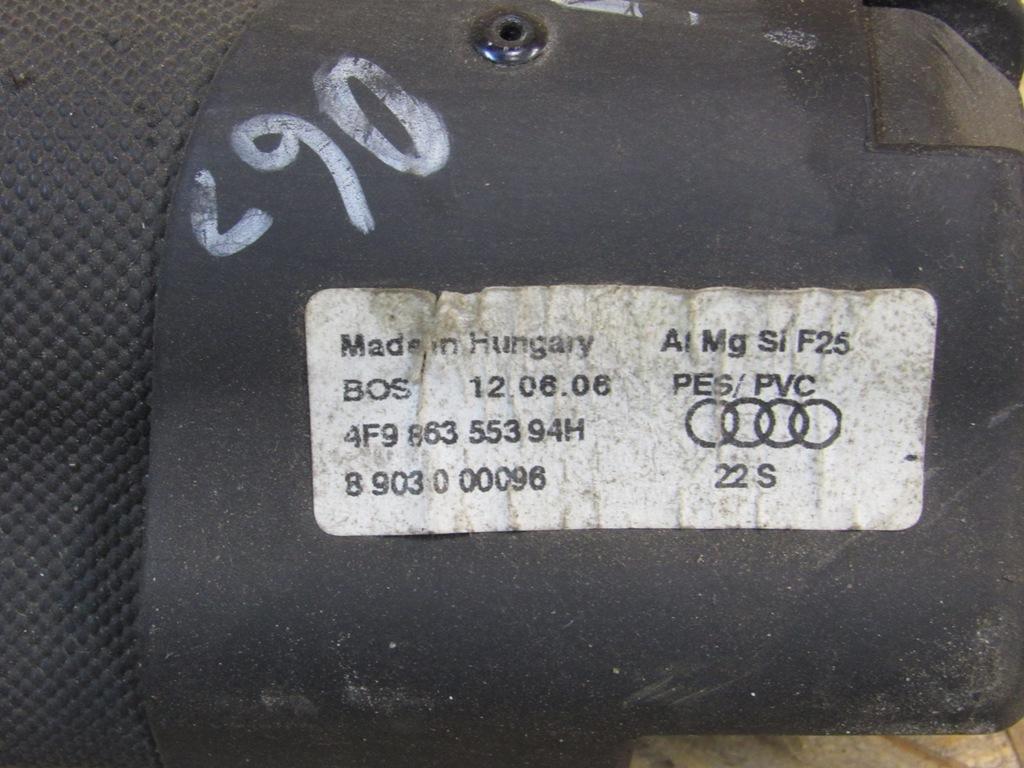 Made in Hungary
BOS 12.06.06
4F9 863 553 94H
8 903 0 00096
Al Mg Si F25
PES/ PVC
22 S